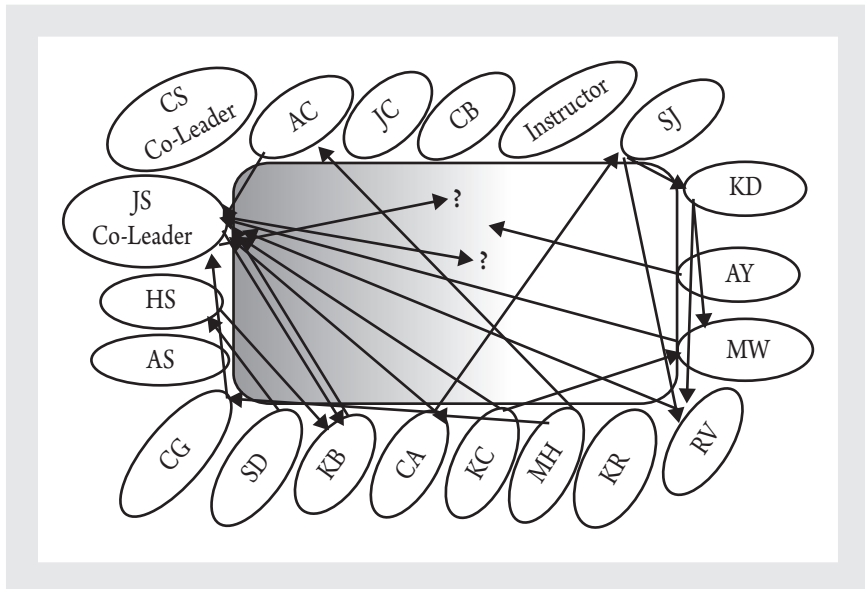 CS
Co-Leader
AC
JC
CB
Instructor
SJ
JS
Co-Leader
?
KD
?
AY
HS
MW
AS
CG
SD
KB
CA
KC
MH
KR
RV